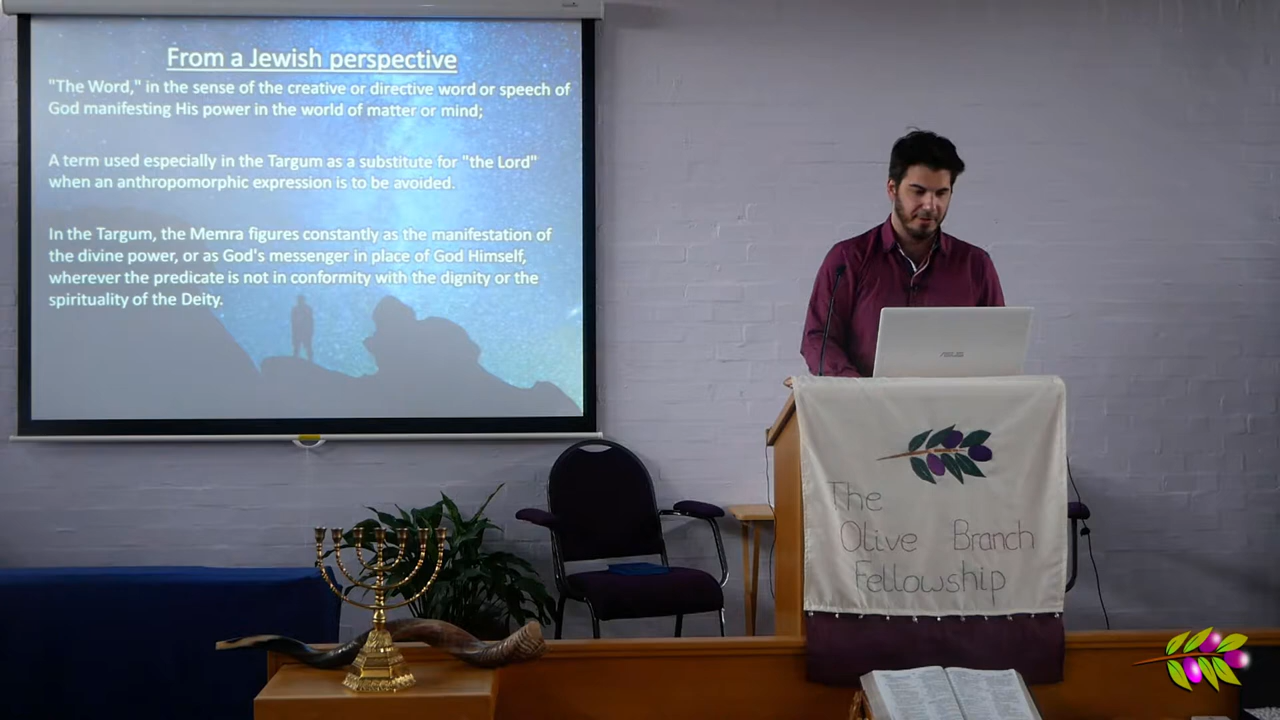 From a Jewish perspective
"The Word," in the sense of the creative or directive word or speech of
God manifesting His power in the world of matter or mind;
A term used especially in the Targum as a substitute for "the Lord"
when an anthropomorphic expression is to be avoided.
In the Targum, the Memra figures constantly as the manifestation of
the divine power, or as God's messenger in place of God Himself,
wherever the predicate is not in conformity with the dignity or the
spirituality of the Deity.
ASUS
The
Olive Branch
Fellowship